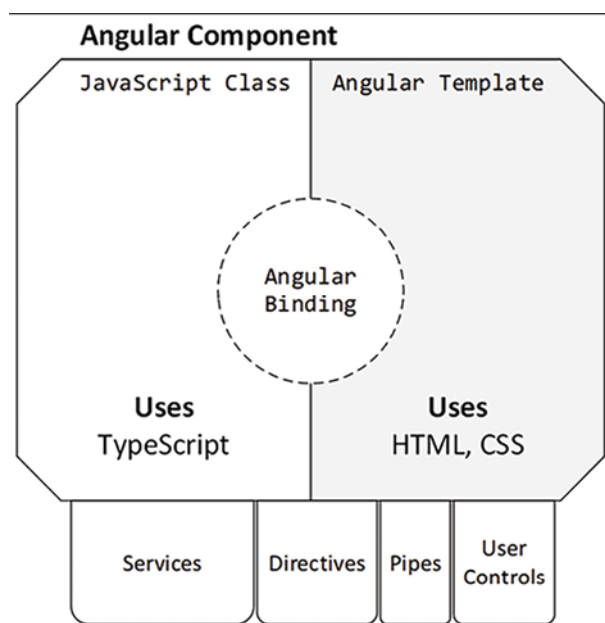 Angular Component
JavaScript Class
Angular Template
Angular
Binding
Uses
TypeScript
Uses
HTML, CSS
Services
Directives
Pipes
User
Controls